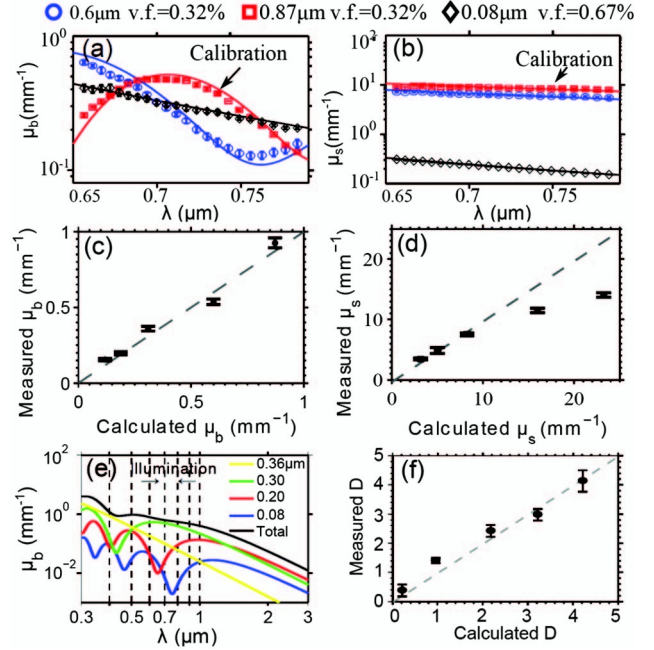 0.6μm v.f.=0.32% 0.87μm v.f.=0.32% 0.08μm v.f.=0.67%
(a) Calibration
μb(mm⁻¹)
10⁰
10⁻¹
0.65 0.7 0.75
λ (μm)
(b) Calibration
μs(mm⁻¹)
10²
10¹
10⁰
10⁻¹
0.65 0.7 0.75
λ (μm)
(c)
Measured μb (mm⁻¹)
1
0.5
0
0 0.5 1
Calculated μb (mm⁻¹)
(d)
Measured μs (mm⁻¹)
20
10
0
0 10 20
Calculated μs (mm⁻¹)
(e) Illumination
μb(mm⁻¹)
10²
10⁰
10⁻²
0.36μm
0.30
0.20
0.08
Total
0.3 0.5 0.7 1 2 3
λ (μm)
(f)
Measured D
5
4
3
2
1
0
0 1 2 3 4 5
Calculated D